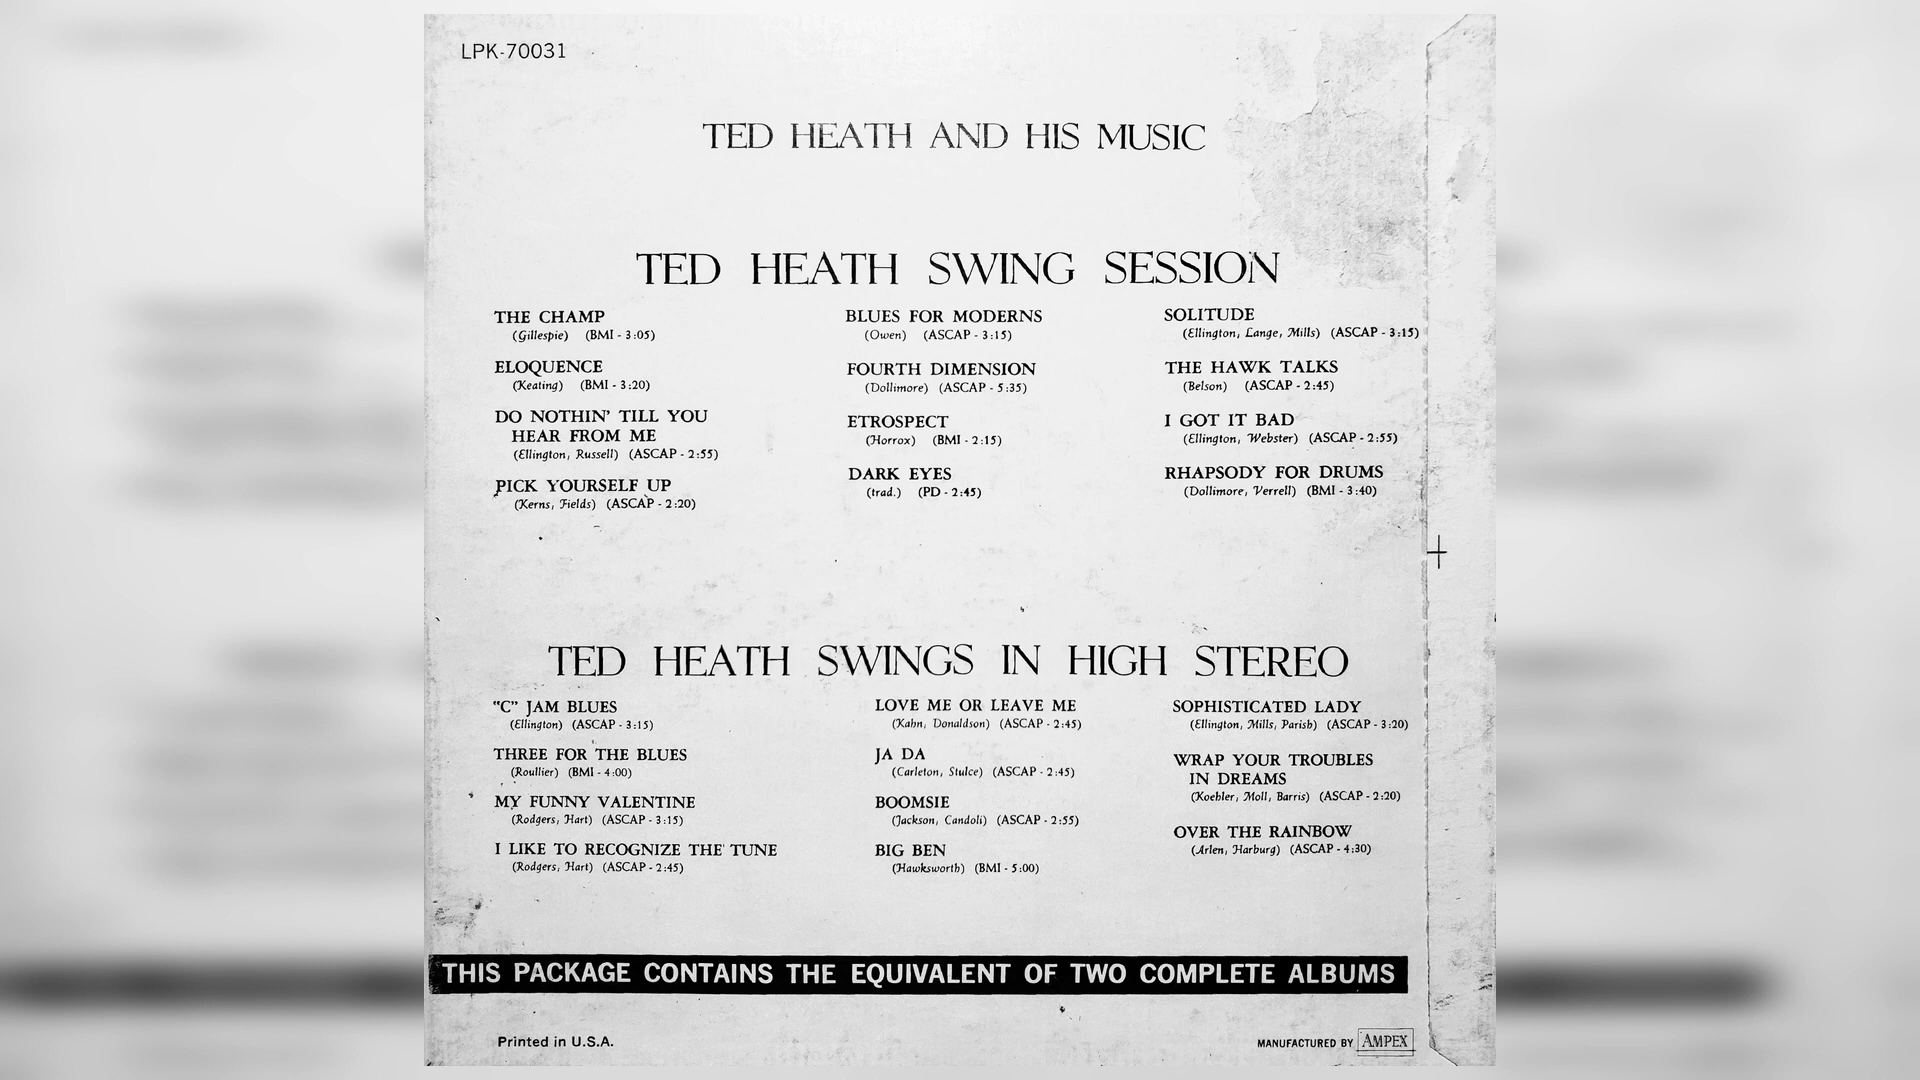 LPK-70031
TED HEATH AND HIS MUSIC
TED HEATH SWING SESSION
THE CHAMP
(Gillespie) (BMI - 3:05)
ELOQUENCE
(Keating) (BMI - 3:20)
DO NOTHIN' TILL YOU
HEAR FROM ME
(Ellington, Russell) (ASCAP - 2:55)
PICK YOURSELF UP
(Kerns, Fields) (ASCAP - 2:20)
BLUES FOR MODERNS
(Owen) (ASCAP - 3:15)
FOURTH DIMENSION
(Dollimore) (ASCAP - 5:35)
ETROSPECT
(Horrox) (BMI - 2:15)
DARK EYES
(trad.) (PD - 2:45)
SOLITUDE
(Ellington, Lange, Mills) (ASCAP - 3:15)
THE HAWK TALKS
(Belson) (ASCAP - 2:45)
I GOT IT BAD
(Ellington, Webster) (ASCAP - 2:55)
RHAPSODY FOR DRUMS
(Dollimore, Verrell) (BMI - 3:40)
TED HEATH SWINGS IN HIGH STEREO
"C" JAM BLUES
(Ellington) (ASCAP - 3:15)
THREE FOR THE BLUES
(Roullier) (BMI - 4:00)
MY FUNNY VALENTINE
(Rodgers, Hart) (ASCAP - 3:15)
I LIKE TO RECOGNIZE THE TUNE
(Rodgers, Hart) (ASCAP - 2:45)
LOVE ME OR LEAVE ME
(Kahn, Donaldson) (ASCAP - 2:45)
JA DA
(Carleton, Stulce) (ASCAP - 2:45)
BOOMSIE
(Jackson, Candoli) (ASCAP - 2:55)
BIG BEN
(Hawksworth) (BMI - 5:00)
SOPHISTICATED LADY
(Ellington, Mills, Parish) (ASCAP - 3:20)
WRAP YOUR TROUBLES
IN DREAMS
(Koehler, Moll, Barris) (ASCAP - 2:20)
OVER THE RAINBOW
(Arlen, Harburg) (ASCAP - 4:30)
THIS PACKAGE CONTAINS THE EQUIVALENT OF TWO COMPLETE ALBUMS
Printed in U.S.A.
MANUFACTURED BY AMPEX